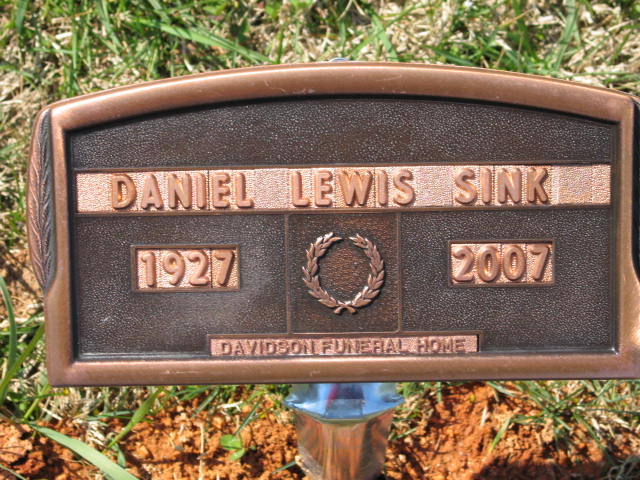 DANIEL LEWIS SINK
1927 2007
DAVIDSON FUNERAL HOME